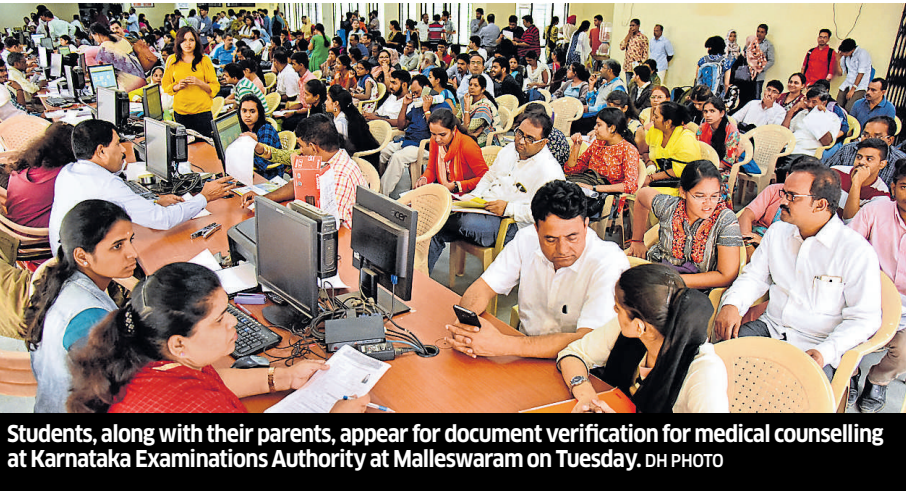 Students, along with their parents, appear for document verification for medical counselling
at Karnataka Examinations Authority at Malleswaram on Tuesday. DH PHOTO